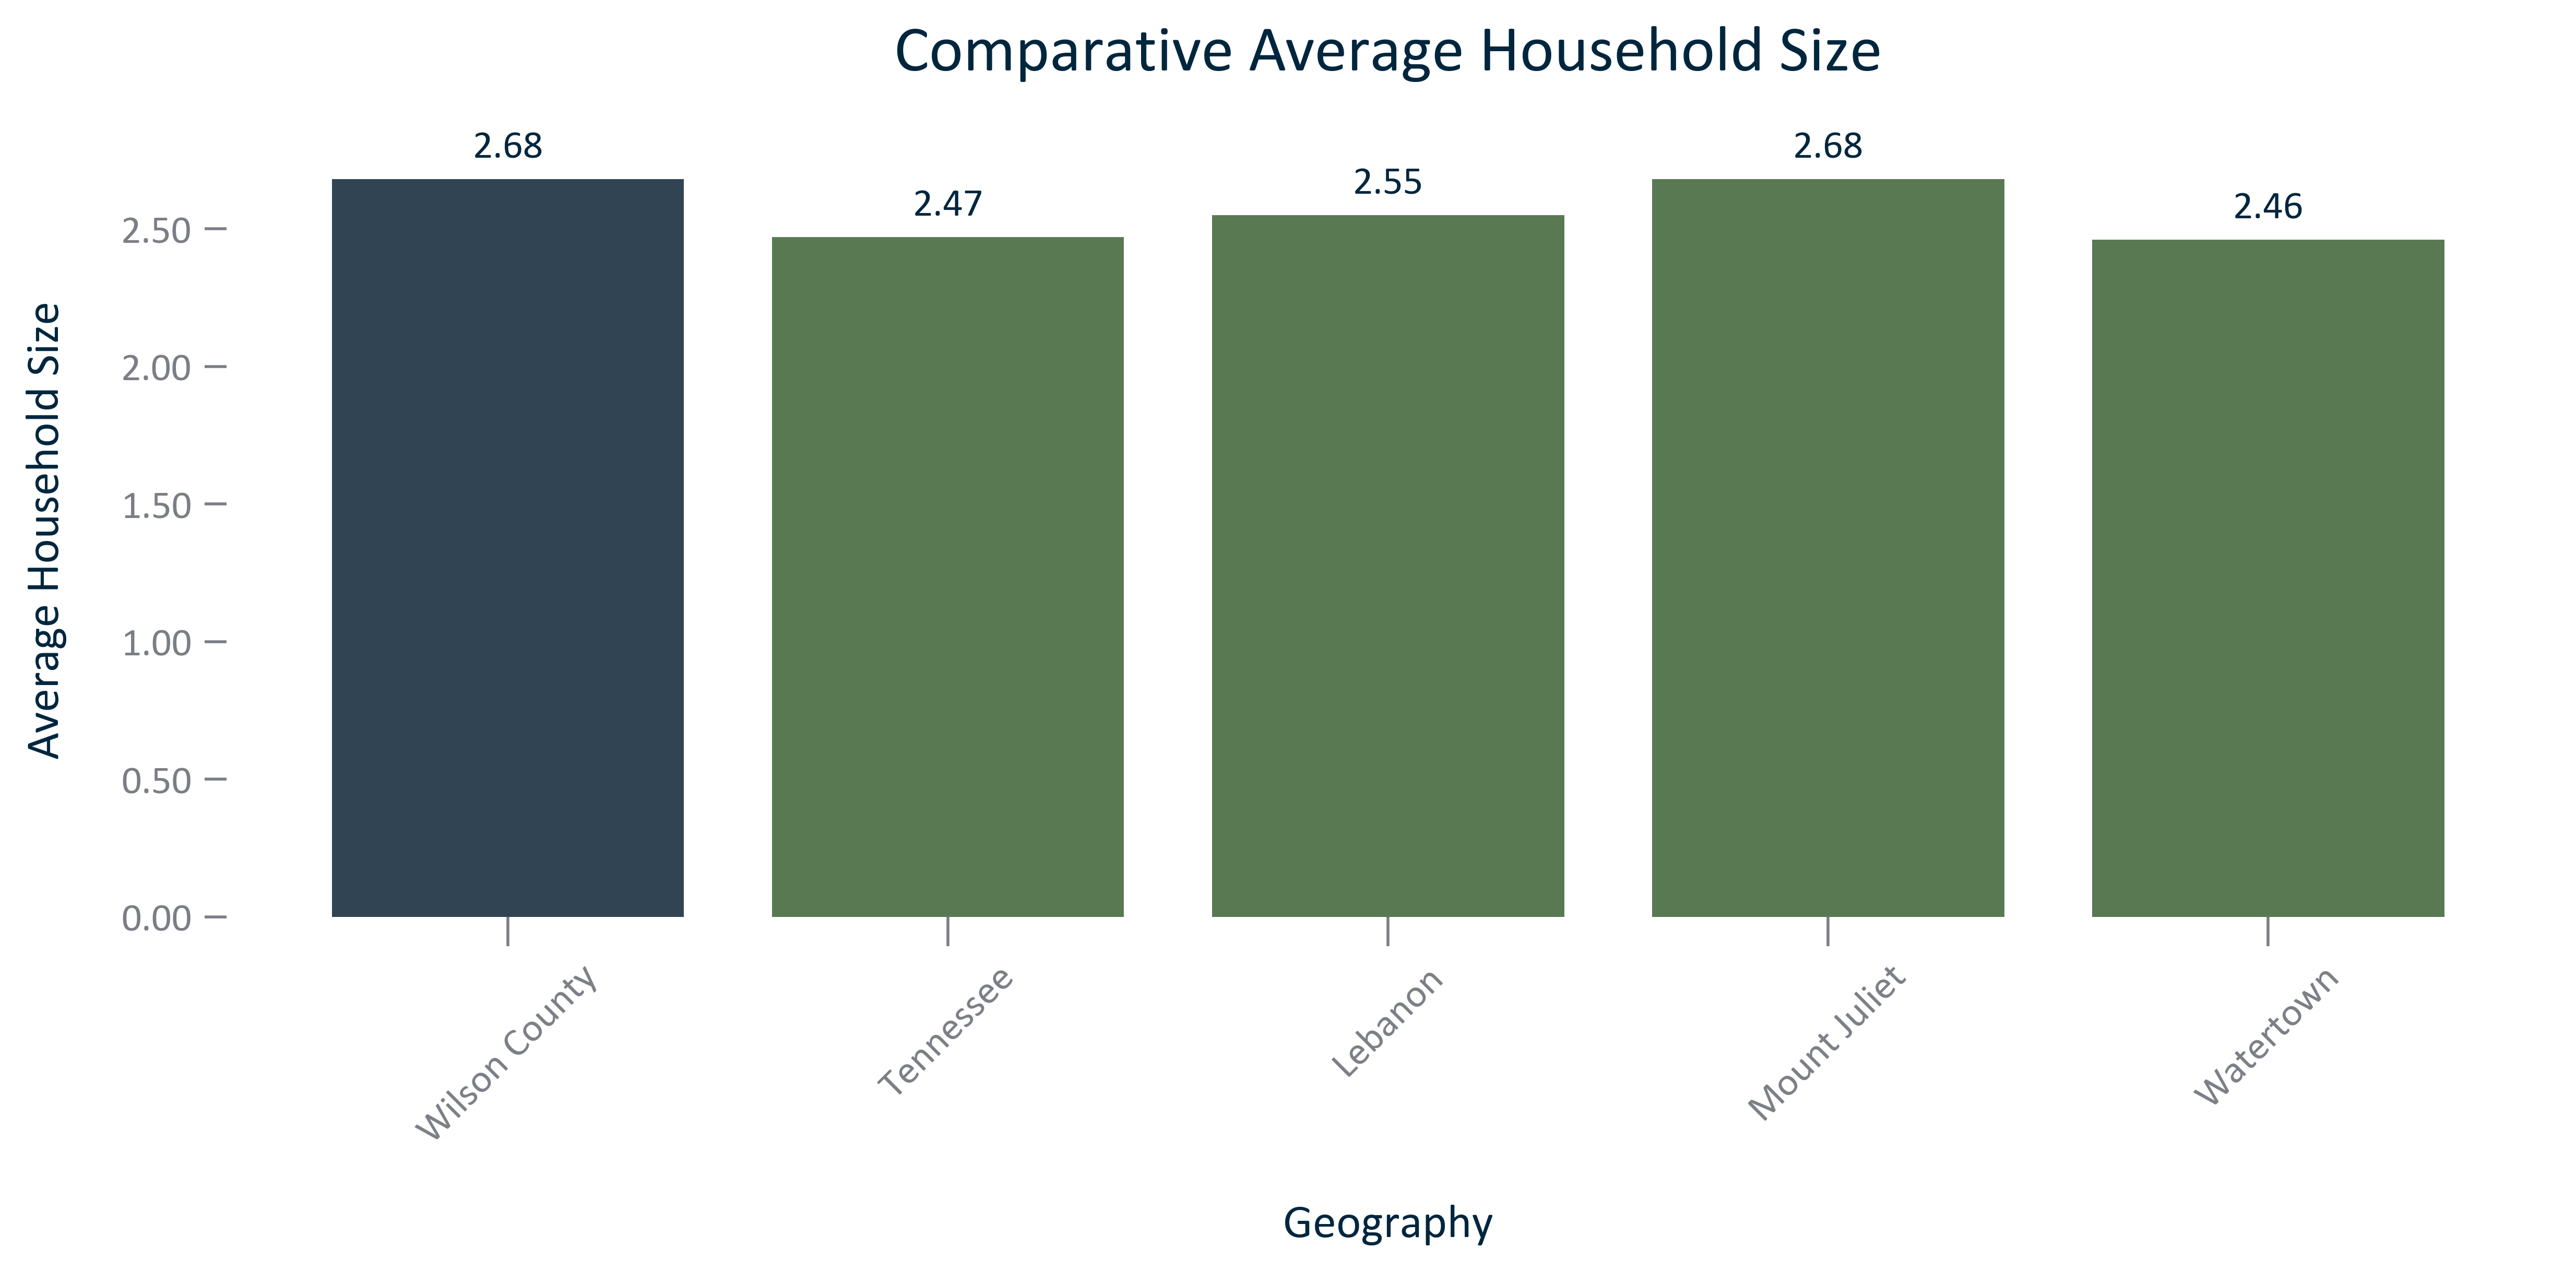 Comparative Average Household Size
2.68
2.47
2.55
2.68
2.46
Average Household Size
2.50
2.00
1.50
1.00
0.50
0.00
Wilson County
Tennessee
Lebanon
Mount Juliet
Watertown
Geography